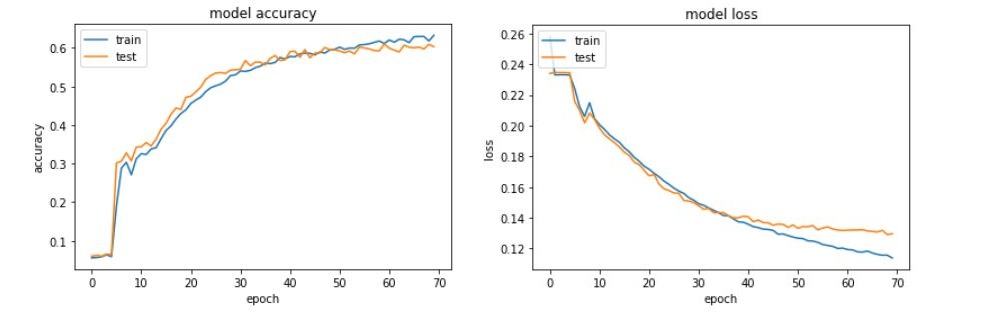 model accuracy
train
test
0.6
0.5
0.4
0.3
0.2
0.1
accuracy
0 10 20 30 40 50 60 70
epoch
model loss
train
test
0.26
0.24
0.22
0.20
0.18
0.16
0.14
0.12
loss
0 10 20 30 40 50 60 70
epoch